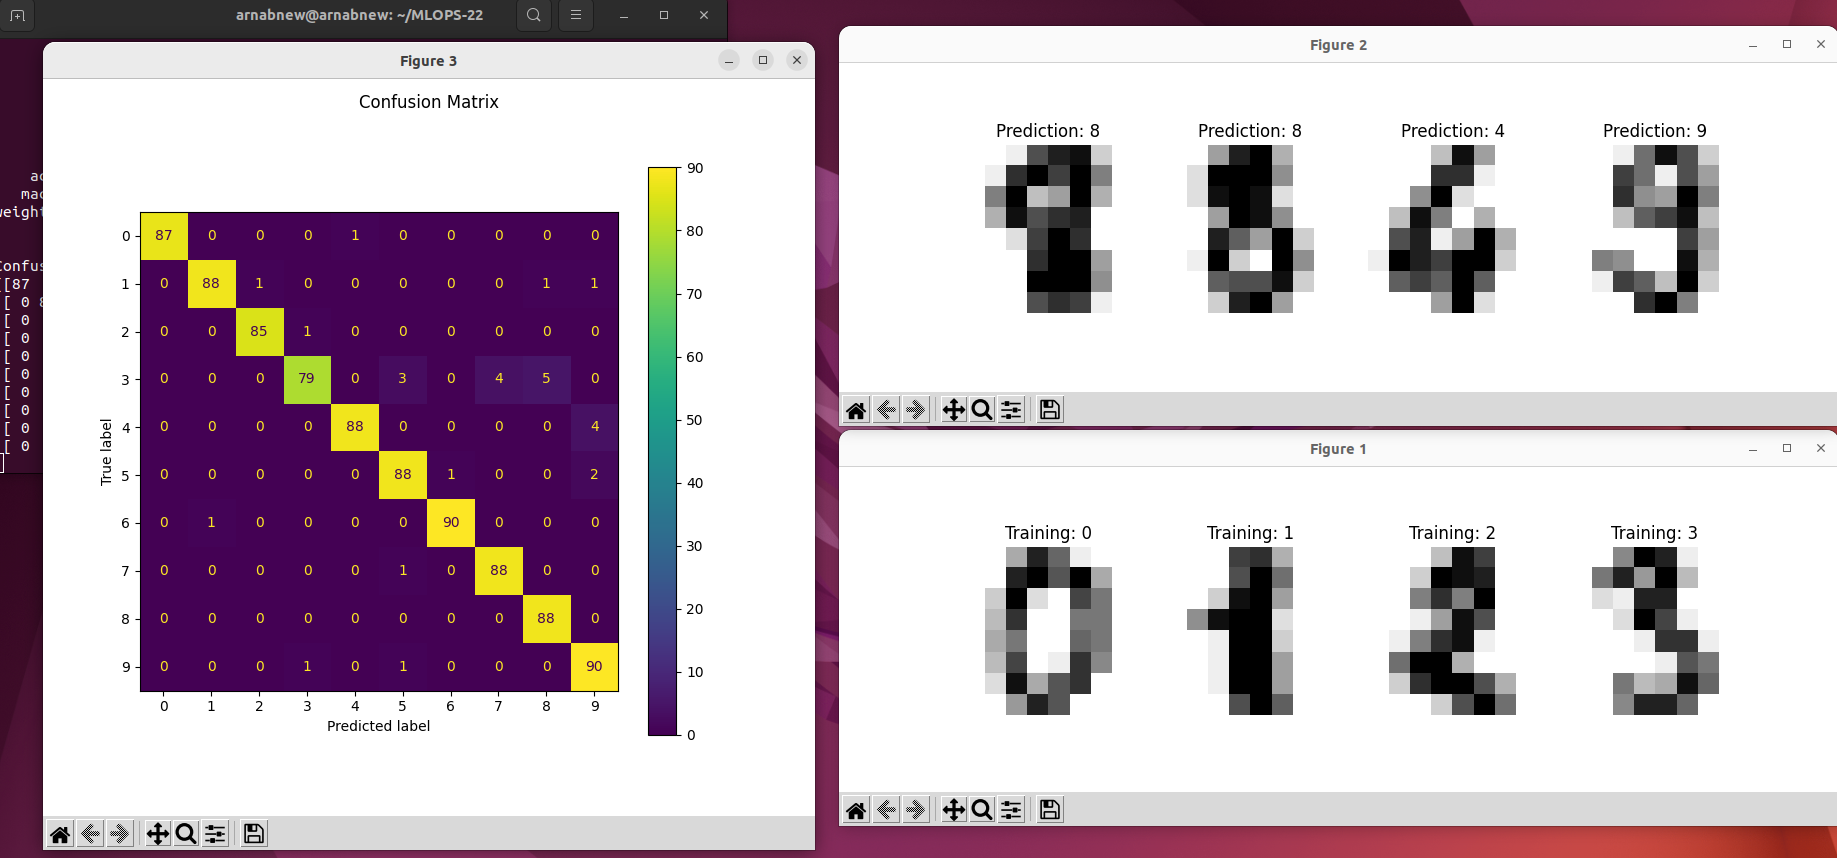 arnabnew@arnabnew: ~/MLOPS-22
ac
mac
weight
Confus
[[87
[ 0 8
[ 0
[ 0
[ 0
[ 0
[ 0
[ 0
[ 0
[ 0
Figure 3
Confusion Matrix
True label
0 87 0 0 0 1 0 0 0 0 0
1 0 88 1 0 0 0 0 0 1 1
2 0 0 85 1 0 0 0 0 0 0
3 0 0 0 79 0 3 0 4 5 0
4 0 0 0 0 88 0 0 0 0 4
5 0 0 0 0 0 88 1 0 0 2
6 0 1 0 0 0 0 90 0 0 0
7 0 0 0 0 0 1 0 88 0 0
8 0 0 0 0 0 0 0 0 88 0
9 0 0 0 1 0 1 0 0 0 90
0 1 2 3 4 5 6 7 8 9
Predicted label
90
80
70
60
50
40
30
20
10
0
Figure 2
Prediction: 8 Prediction: 8 Prediction: 4 Prediction: 9
Figure 1
Training: 0 Training: 1 Training: 2 Training: 3